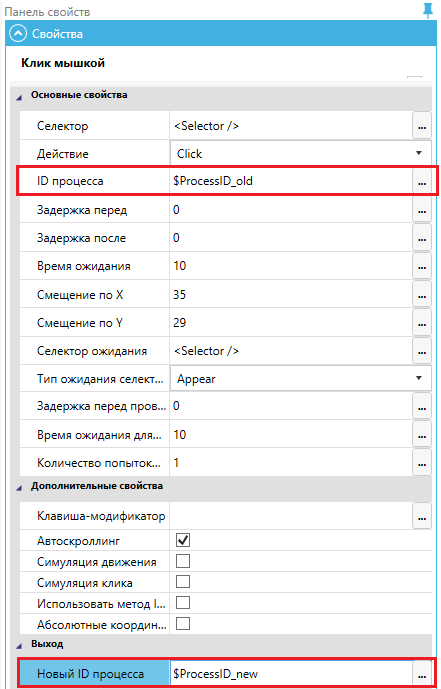 Панель свойств
Свойства
Клик мышкой
Основные свойства
Селектор <Selector /> ...
Действие Click
ID процесса $ProcessID_old ...
Задержка перед 0 ...
Задержка после 0 ...
Время ожидания 10 ...
Смещение по X 35 ...
Смещение по Y 29 ...
Селектор ожидания <Selector /> ...
Тип ожидания селект... Appear
Задержка перед пров... 0 ...
Время ожидания для... 10 ...
Количество попыток... 1 ...
Дополнительные свойства
Клавиша-модификатор ...
Автоскроллинг
Симуляция движения
Симуляция клика
Использовать метод I...
Абсолютные координ...
Выход
Новый ID процесса $ProcessID_new ...